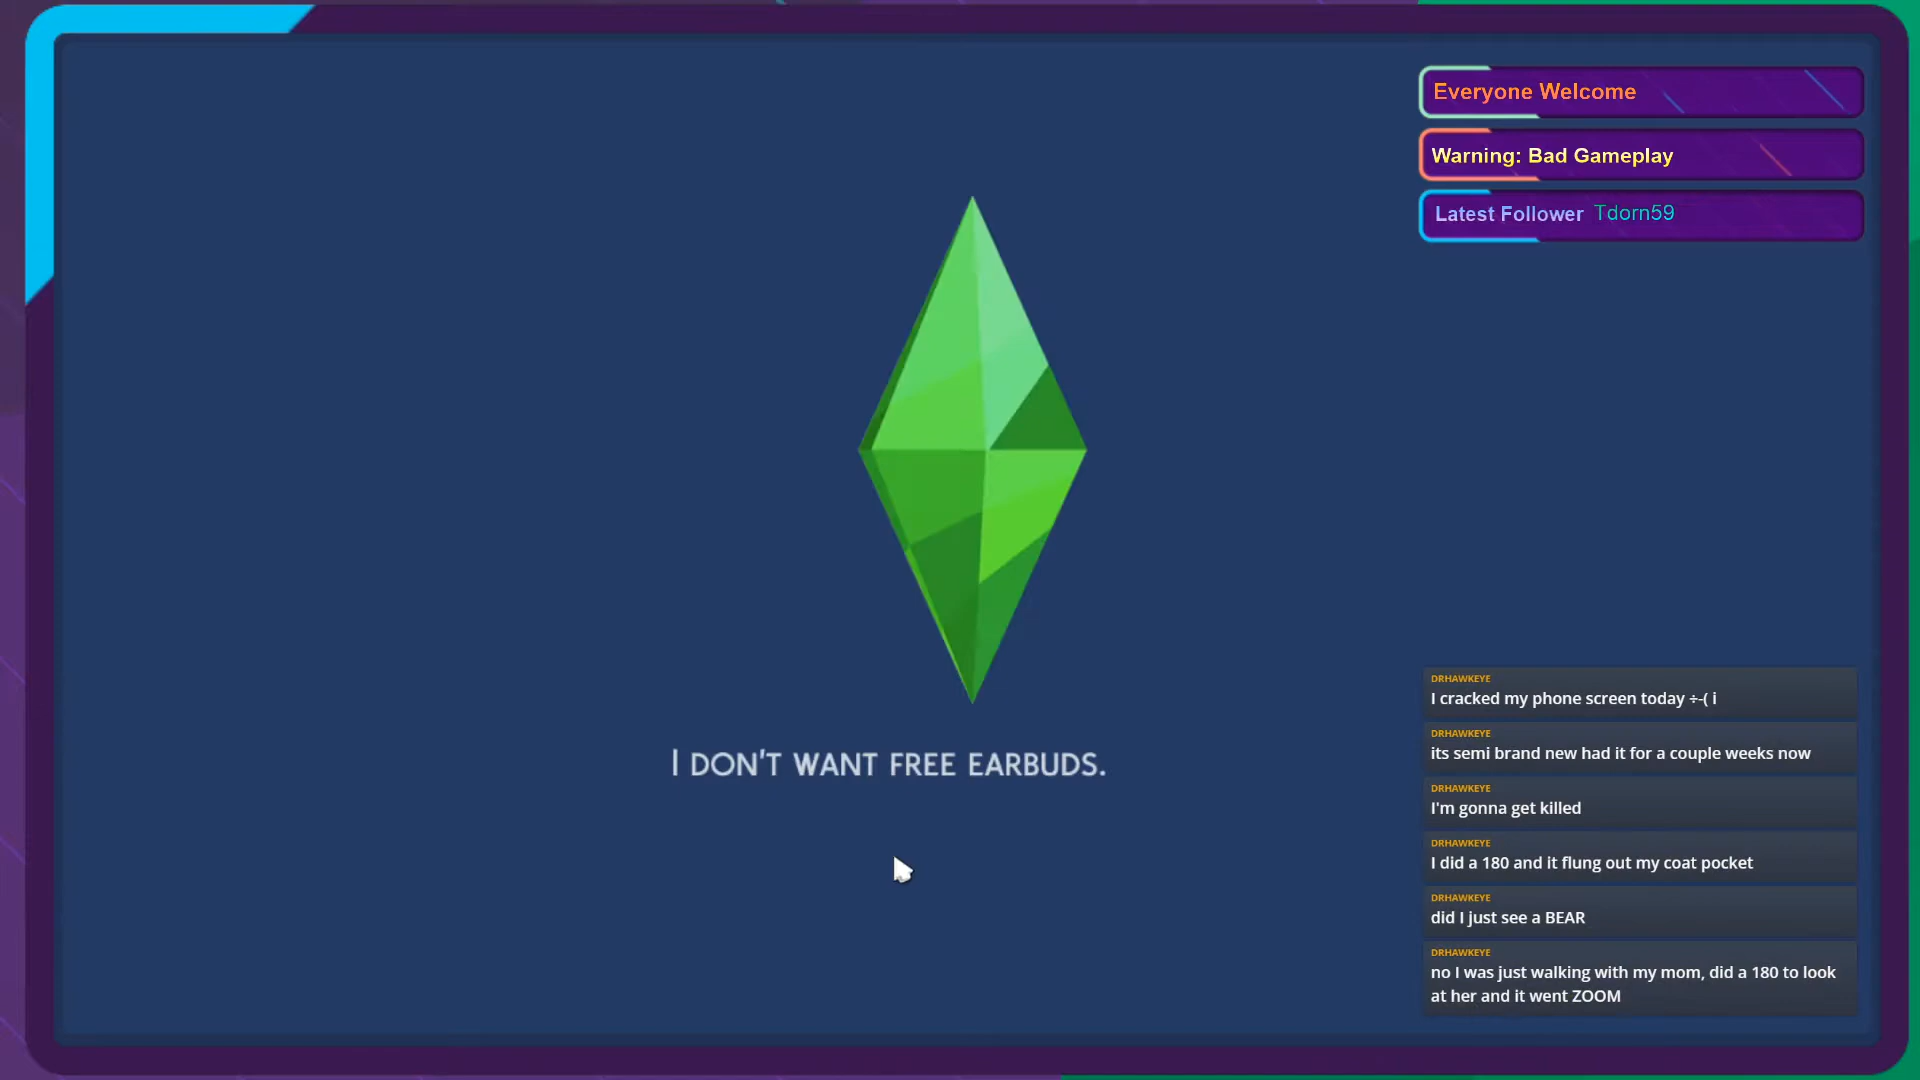 Everyone Welcome
Warning: Bad Gameplay
Latest Follower Tdorn59
I DON'T WANT FREE EARBUDS.
DRHAWKEYE
I cracked my phone screen today ÷-( i
DRHAWKEYE
its semi brand new had it for a couple weeks now
DRHAWKEYE
I'm gonna get killed
DRHAWKEYE
I did a 180 and it flung out my coat pocket
DRHAWKEYE
did I just see a BEAR
DRHAWKEYE
no I was just walking with my mom, did a 180 to look
at her and it went ZOOM